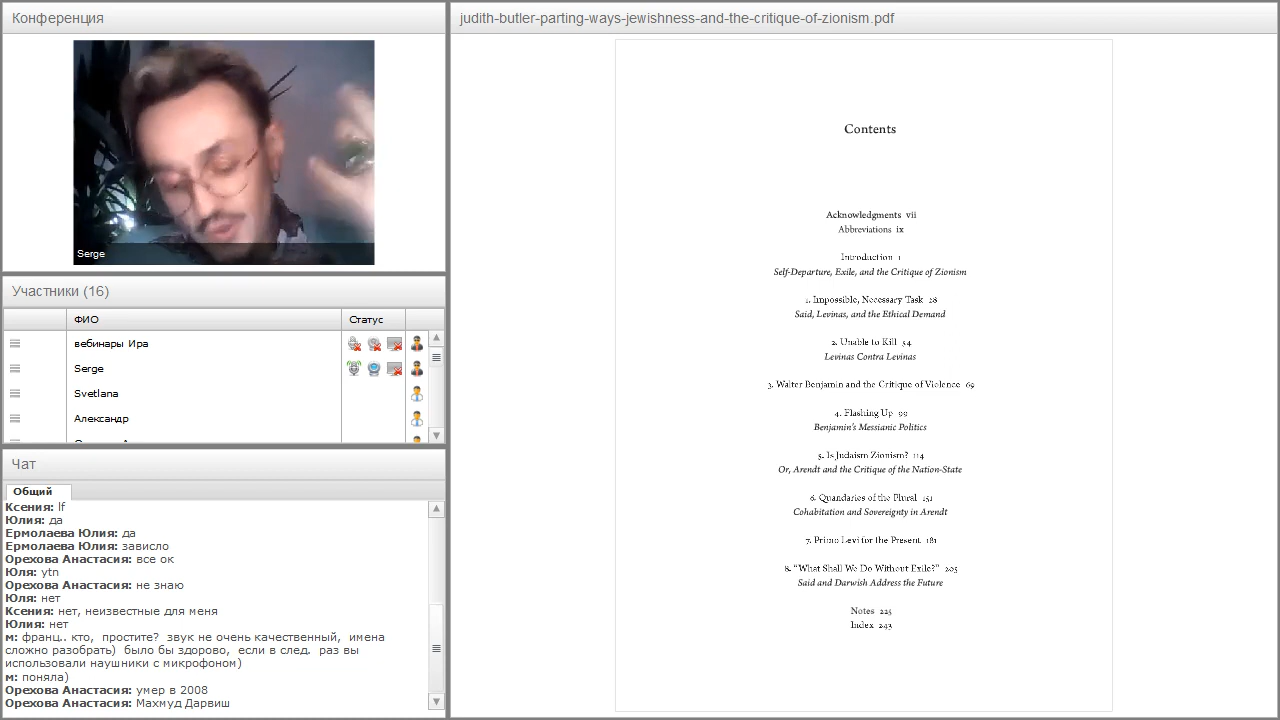 Конференция
Serge
Участники (16)
ФИО
Статус
вебинары Ира
Serge
Svetlana
Александр
Чат
Общий
Ксения: lf
Юлия: да
Ермолаева Юлия: да
Ермолаева Юлия: зависло
Орехова Анастасия: все ок
Юля: ytn
Орехова Анастасия: не знаю
Юля: нет
Ксения: нет, неизвестные для меня
Юлия: нет
м: франц.. кто, простите? звук не очень качественный, имена
сложно разобрать) было бы здорово, если в след. раз вы
использовали наушники с микрофоном)
м: поняла)
Орехова Анастасия: умер в 2008
Орехова Анастасия: Махмуд Дарвиш
judith-butler-parting-ways-jewishness-and-the-critique-of-zionism.pdf
Contents
Acknowledgments vii
Abbreviations ix
Introduction 1
Self-Departure, Exile, and the Critique of Zionism
1. Impossible, Necessary Task 28
Said, Levinas, and the Ethical Demand
2. Unable to Kill 54
Levinas Contra Levinas
3. Walter Benjamin and the Critique of Violence 69
4. Flashing Up 99
Benjamin's Messianic Politics
5. Is Judaism Zionism? 114
Or, Arendt and the Critique of the Nation-State
6. Quandaries of the Plural 151
Cohabitation and Sovereignty in Arendt
7. Primo Levi for the Present 181
8. “What Shall We Do Without Exile?” 205
Said and Darwish Address the Future
Notes 225
Index 243